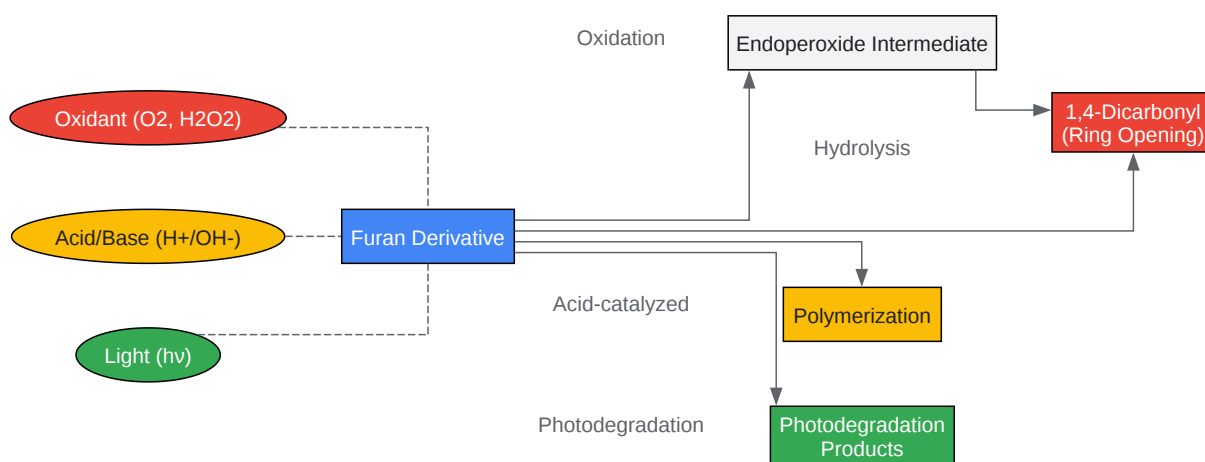 Oxidation
Endoperoxide Intermediate
Oxidant (O2, H2O2)
1,4-Dicarbonyl
(Ring Opening)
Hydrolysis
Acid/Base (H+/OH-)
Furan Derivative
Acid-catalyzed
Polymerization
Light (hν)
Photodegradation
Photodegradation
Products